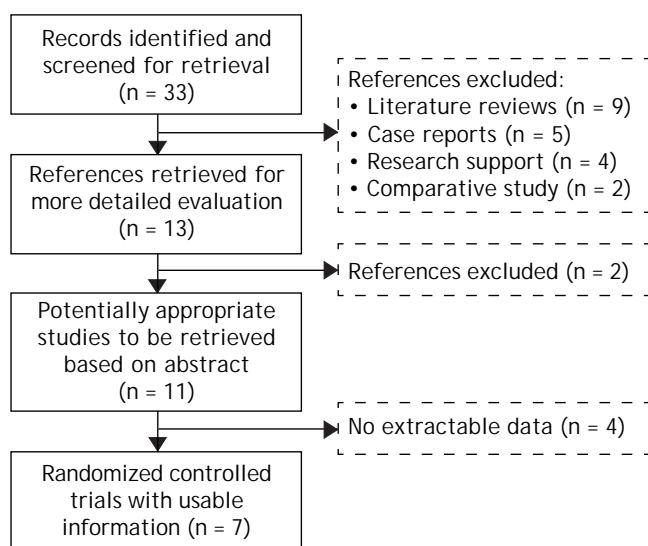 Records identified and
screened for retrieval
(n = 33)
References excluded:
• Literature reviews (n = 9)
• Case reports (n = 5)
• Research support (n = 4)
• Comparative study (n = 2)
References retrieved for
more detailed evaluation
(n = 13)
References excluded (n = 2)
Potentially appropriate
studies to be retrieved
based on abstract
(n = 11)
No extractable data (n = 4)
Randomized controlled
trials with usable
information (n = 7)